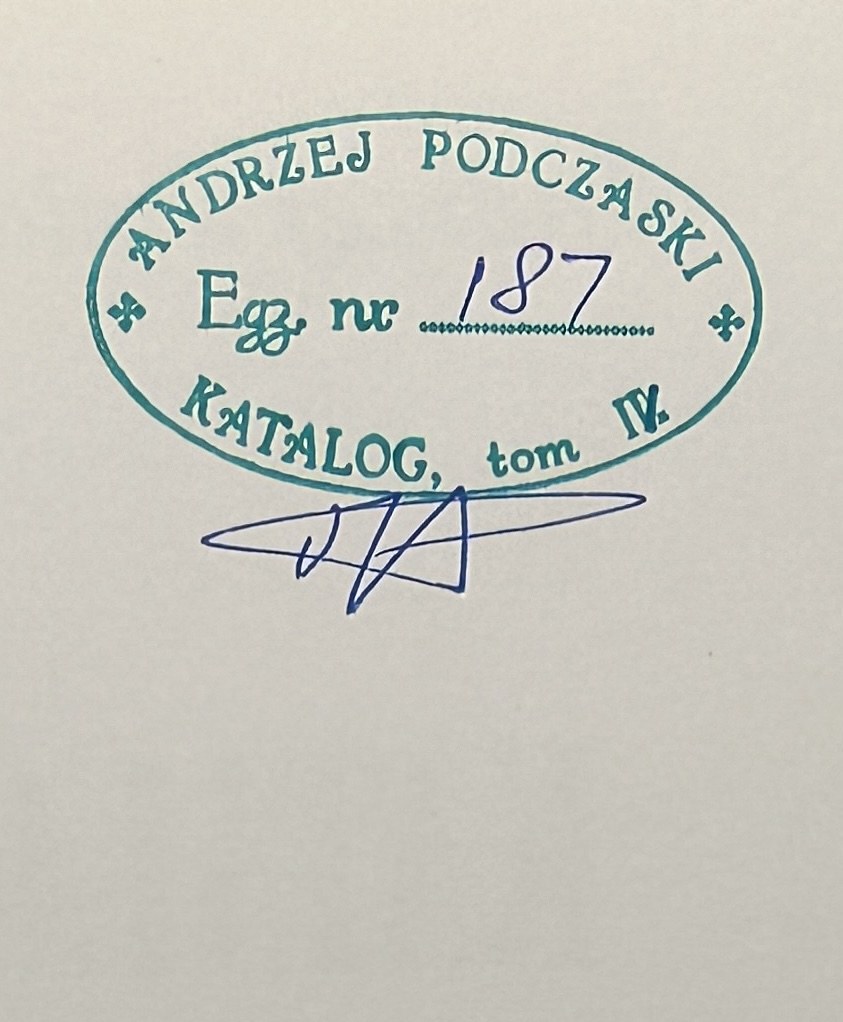 ANDRZEJ PODCZASKI
Egz. nr 187
KATALOG, tom IV.